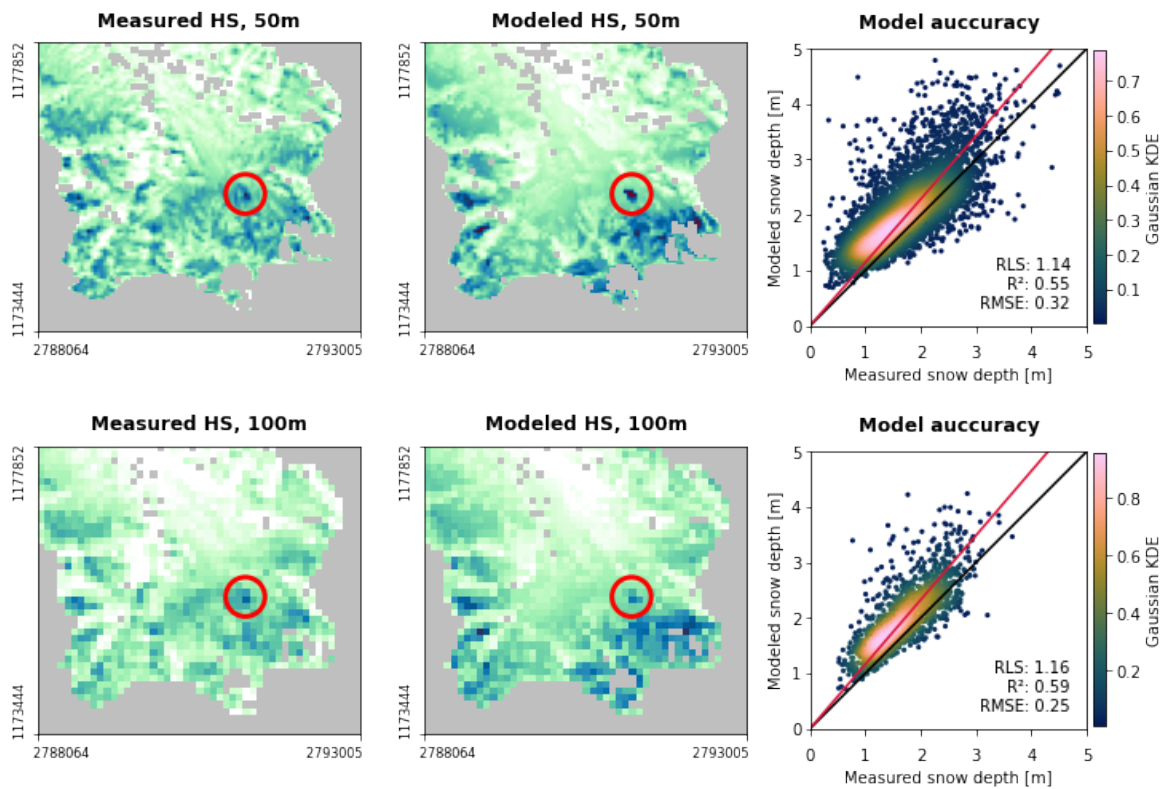 Measured HS, 50m
Modeled HS, 50m
Model auccuracy
1177852
1173444
2788064
2793005
1177852
1173444
2788064
2793005
Modeled snow depth [m]
5
4
3
2
1
0
0
1
2
3
4
5
Measured snow depth [m]
RLS: 1.14
R²: 0.55
RMSE: 0.32
0.7
0.6
0.5
0.4
0.3
0.2
0.1
Gaussian KDE
Measured HS, 100m
Modeled HS, 100m
Model auccuracy
1177852
1173444
2788064
2793005
1177852
1173444
2788064
2793005
Modeled snow depth [m]
5
4
3
2
1
0
0
1
2
3
4
5
Measured snow depth [m]
RLS: 1.16
R²: 0.59
RMSE: 0.25
0.8
0.6
0.4
0.2
Gaussian KDE